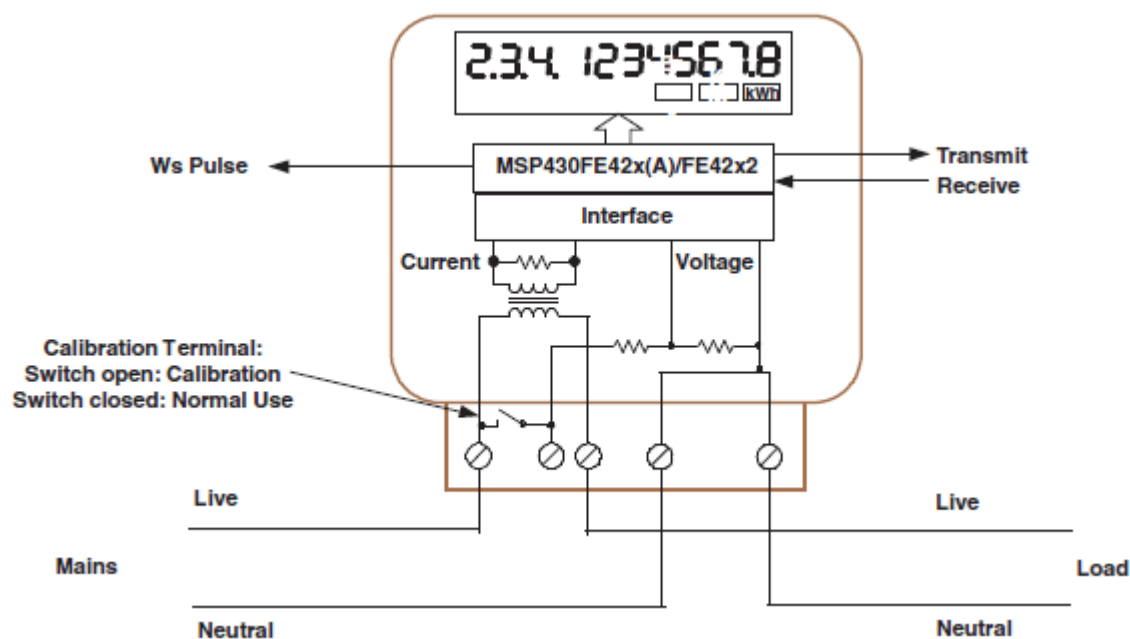 2.3.4. 1234567.8
kWh
Ws Pulse
MSP430FE42x(A)/FE42x2
Transmit
Receive
Interface
Current
Voltage
Calibration Terminal:
Switch open: Calibration
Switch closed: Normal Use
Live
Live
Mains
Load
Neutral
Neutral